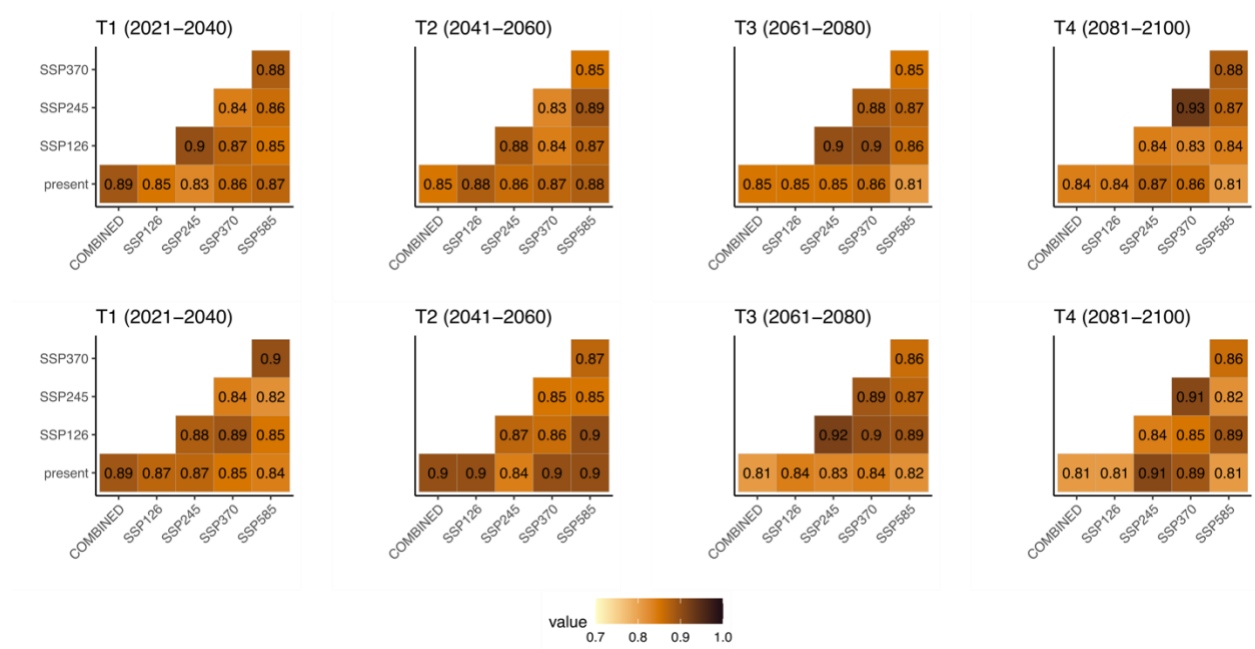 T1 (2021−2040) T2 (2041−2060) T3 (2061−2080) T4 (2081−2100)
SSP370 0.88 0.85 0.85 0.88
SSP245 0.84 0.86 0.83 0.89 0.88 0.87 0.93 0.87
SSP126 0.9 0.87 0.85 0.88 0.84 0.87 0.9 0.9 0.86 0.84 0.83 0.84
present 0.89 0.85 0.83 0.86 0.87 0.85 0.88 0.86 0.87 0.88 0.85 0.85 0.85 0.86 0.81 0.84 0.84 0.87 0.86 0.81
COMBINED SSP126 SSP245 SSP370 SSP585 COMBINED SSP126 SSP245 SSP370 SSP585 COMBINED SSP126 SSP245 SSP370 SSP585 COMBINED SSP126 SSP245 SSP370 SSP585
T1 (2021−2040) T2 (2041−2060) T3 (2061−2080) T4 (2081−2100)
SSP370 0.9 0.87 0.86 0.86
SSP245 0.84 0.82 0.85 0.85 0.89 0.87 0.91 0.82
SSP126 0.88 0.89 0.85 0.87 0.86 0.9 0.92 0.9 0.89 0.84 0.85 0.89
present 0.89 0.87 0.87 0.85 0.84 0.9 0.9 0.84 0.9 0.9 0.81 0.84 0.83 0.84 0.82 0.81 0.81 0.91 0.89 0.81
COMBINED SSP126 SSP245 SSP370 SSP585 COMBINED SSP126 SSP245 SSP370 SSP585 COMBINED SSP126 SSP245 SSP370 SSP585 COMBINED SSP126 SSP245 SSP370 SSP585
value
0.7 0.8 0.9 1.0